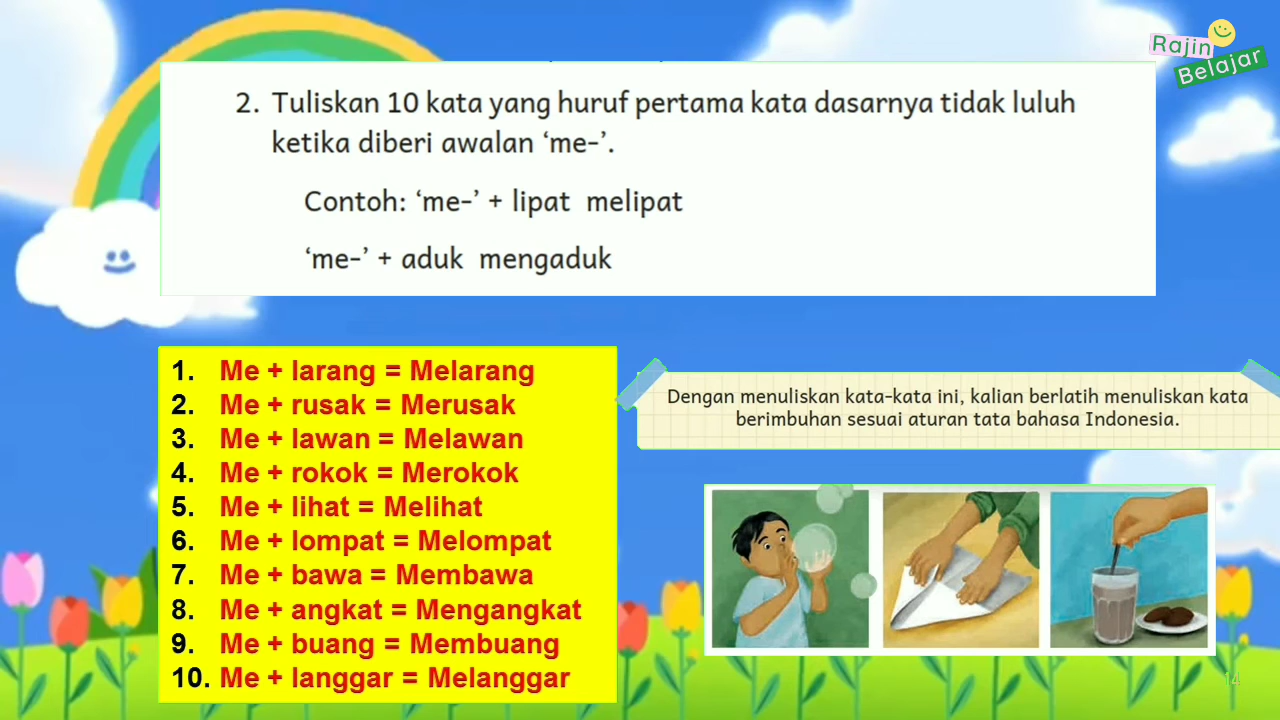 Rajin
Belajar
2. Tuliskan 10 kata yang huruf pertama kata dasarnya tidak luluh
ketika diberi awalan ‘me-’.
Contoh: ‘me-’ + lipat melipat
‘me-’ + aduk mengaduk
1. Me + larang = Melarang
2. Me + rusak = Merusak
3. Me + lawan = Melawan
4. Me + rokok = Merokok
5. Me + lihat = Melihat
6. Me + lompat = Melompat
7. Me + bawa = Membawa
8. Me + angkat = Mengangkat
9. Me + buang = Membuang
10. Me + langgar = Melanggar
Dengan menuliskan kata-kata ini, kalian berlatih menuliskan kata
berimbuhan sesuai aturan tata bahasa Indonesia.
14